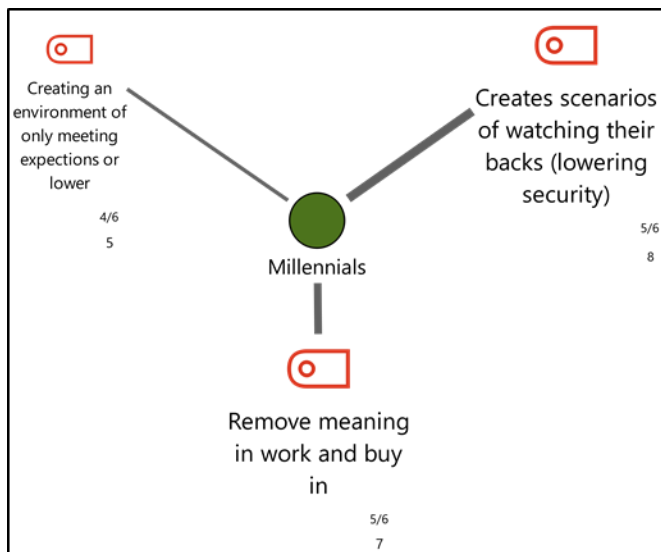 Creating an
environment of
only meeting
expections or
lower
4/6
5
Creates scenarios
of watching their
backs (lowering
security)
5/6
8
Millennials
Remove meaning
in work and buy
in
5/6
7